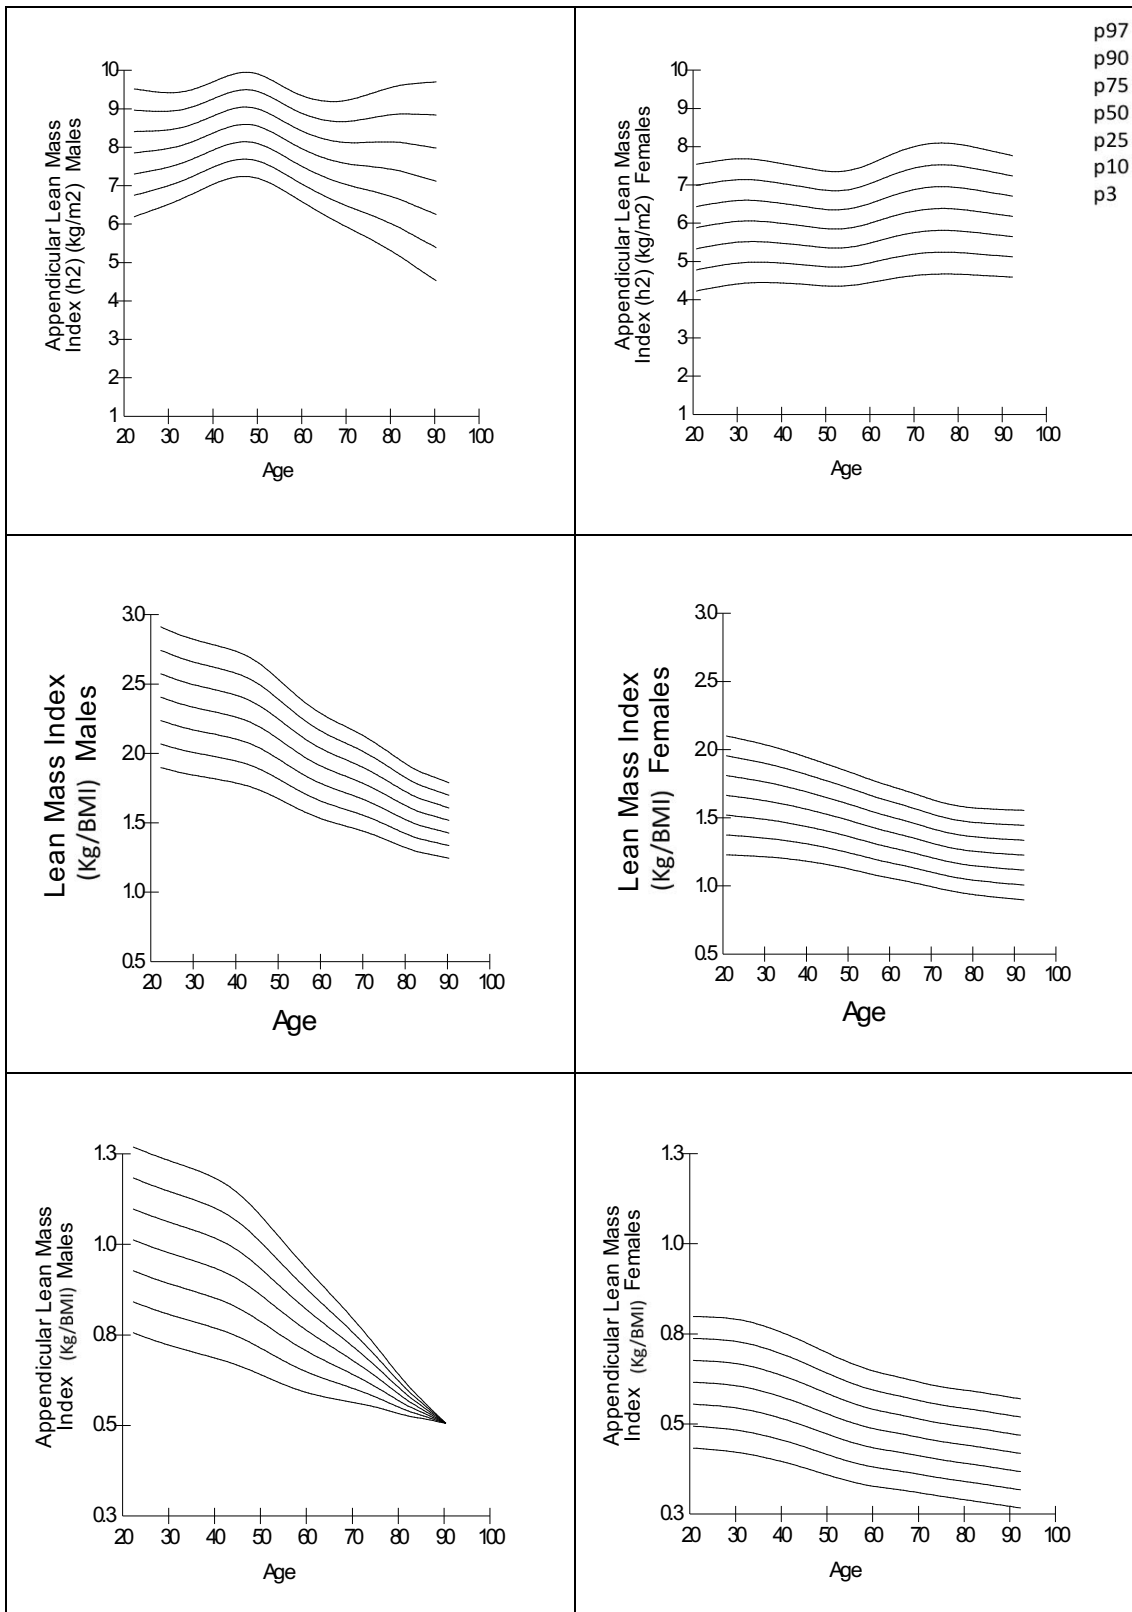 p97
p90
p75
p50
p25
p10
p3
10
9
8
7
6
5
4
3
2
1
20 30 40 50 60 70 80 90 100
Age
Appendicular Lean Mass
Index (h2) (kg/m2) Males
10
9
8
7
6
5
4
3
2
1
20 30 40 50 60 70 80 90 100
Age
Appendicular Lean Mass
Index (h2) (kg/m2) Females
3.0
2.5
2.0
1.5
1.0
0.5
20 30 40 50 60 70 80 90 100
Age
Lean Mass Index
(Kg/BMI) Males
3.0
2.5
2.0
1.5
1.0
0.5
20 30 40 50 60 70 80 90 100
Age
Lean Mass Index
(Kg/BMI) Females
1.3
1.0
0.8
0.5
0.3
20 30 40 50 60 70 80 90 100
Age
Appendicular Lean Mass
Index (Kg/BMI) Males
1.3
1.0
0.8
0.5
0.3
20 30 40 50 60 70 80 90 100
Age
Appendicular Lean Mass
Index (Kg/BMI) Females